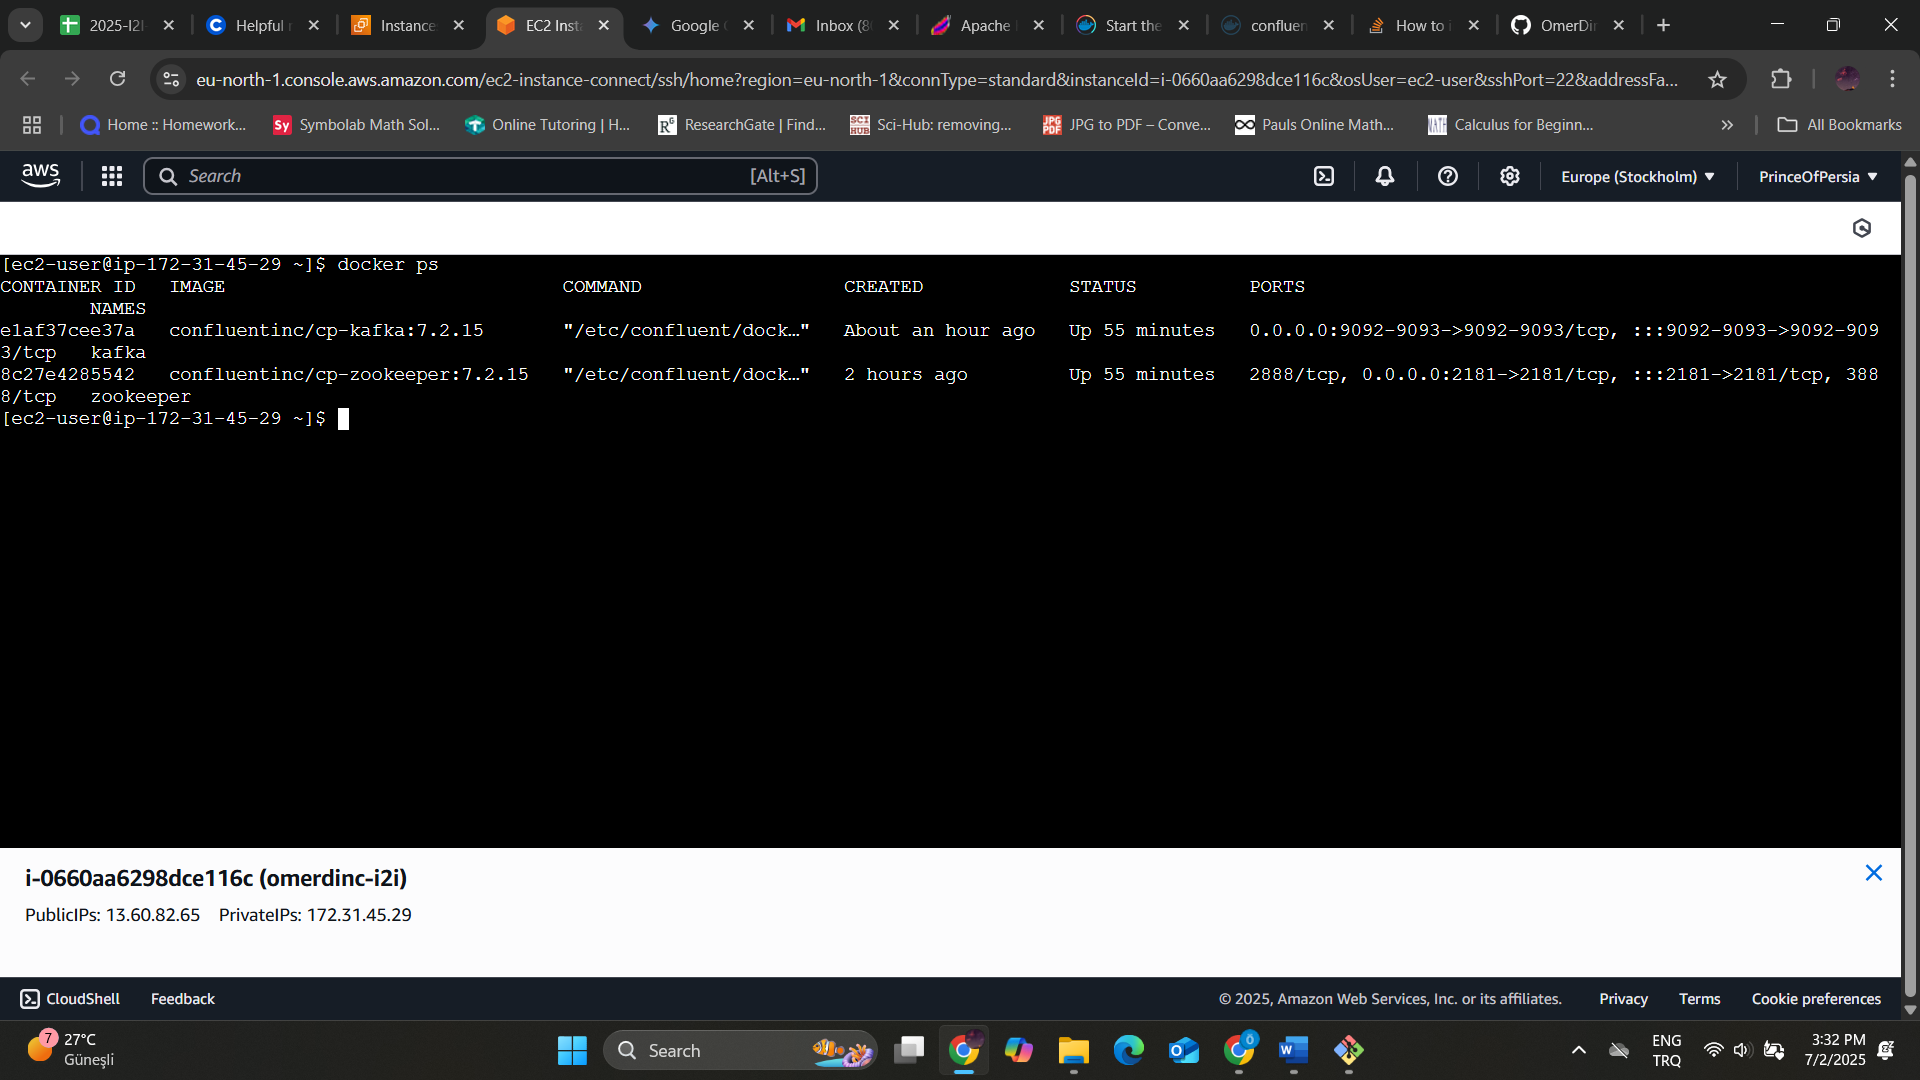 2025-I2I
Helpful r
Instance
EC2 Inst
Google
Inbox (8
Apache
Start the
confluen
How to i
OmerDin
eu-north-1.console.aws.amazon.com/ec2-instance-connect/ssh/home?region=eu-north-1&connType=standard&instanceId=i-0660aa6298dce116c&osUser=ec2-user&sshPort=22&addressFa...
Home :: Homework...
Symbolab Math Sol...
Online Tutoring | H...
ResearchGate | Find...
Sci-Hub: removing...
JPG to PDF – Conve...
Pauls Online Math...
Calculus for Beginn...
All Bookmarks
aws
Search [Alt+S]
Europe (Stockholm)
PrinceOfPersia
[ec2-user@ip-172-31-45-29 ~]$ docker ps
CONTAINER ID IMAGE COMMAND CREATED STATUS PORTS
NAMES
e1af37cee37a confluentinc/cp-kafka:7.2.15 "/etc/confluent/dock…" About an hour ago Up 55 minutes 0.0.0.0:9092-9093->9092-9093/tcp, :::9092-9093->9092-909
3/tcp kafka
8c27e4285542 confluentinc/cp-zookeeper:7.2.15 "/etc/confluent/dock…" 2 hours ago Up 55 minutes 2888/tcp, 0.0.0.0:2181->2181/tcp, :::2181->2181/tcp, 388
8/tcp zookeeper
[ec2-user@ip-172-31-45-29 ~]$
i-0660aa6298dce116c (omerdinc-i2i)
PublicIPs: 13.60.82.65 PrivateIPs: 172.31.45.29
CloudShell Feedback
© 2025, Amazon Web Services, Inc. or its affiliates. Privacy Terms Cookie preferences
7
27°C
Güneşli
Search
ENG
TRQ
3:32 PM
7/2/2025